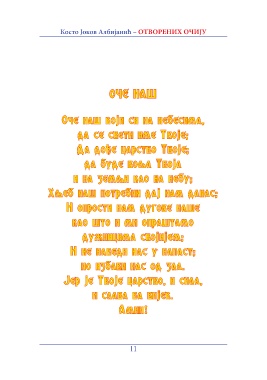 Косто Јоков Албијанић – ОТВОРЕНИХ ОЧИЈУ
ОЧЕ НАШ
Оче наш који си на небесима,
да се свети име Твоје;
Да дође царство Твоје;
да буде воља Твоја
и на земљи као на небу;
Хљеб наш потребни дај нам данас;
И опрости нам дугове наше
као што и ми опраштамо
дужницима својијем;
И не наведи нас у напаст;
но избави нас од зла.
Јер је Твоје царство, и сила,
и слава ва вијек.
Амин!
11